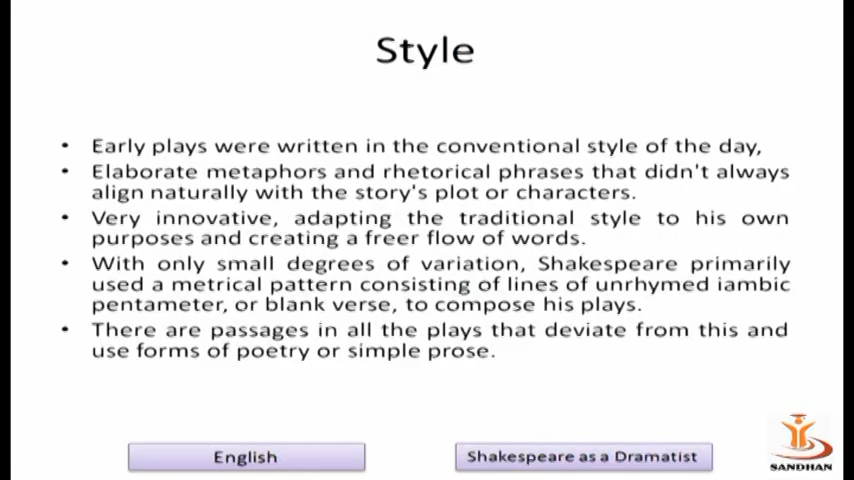 Style
• Early plays were written in the conventional style of the day,
• Elaborate metaphors and rhetorical phrases that didn't always
align naturally with the story's plot or characters.
• Very innovative, adapting the traditional style to his own
purposes and creating a freer flow of words.
• With only small degrees of variation, Shakespeare primarily
used a metrical pattern consisting of lines of unrhymed iambic
pentameter, or blank verse, to compose his plays.
• There are passages in all the plays that deviate from this and
use forms of poetry or simple prose.
English
Shakespeare as a Dramatist
SANDHAN